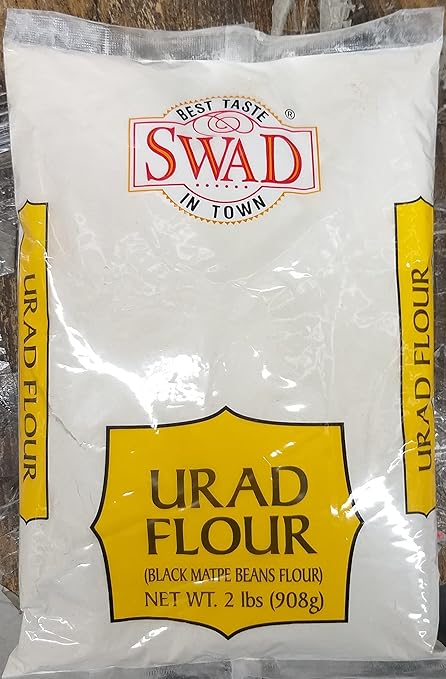 BEST TASTE
®
SWAD
IN TOWN
URAD FLOUR
URAD FLOUR
URAD
FLOUR
(BLACK MATPE BEANS FLOUR)
NET WT. 2 lbs (908g)